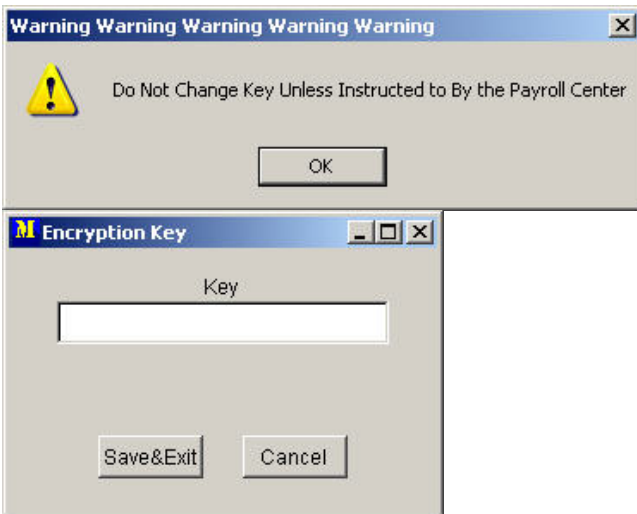 Warning Warning Warning Warning Warning
Do Not Change Key Unless Instructed to By the Payroll Center
OK
M Encryption Key
Key
Save&Exit Cancel